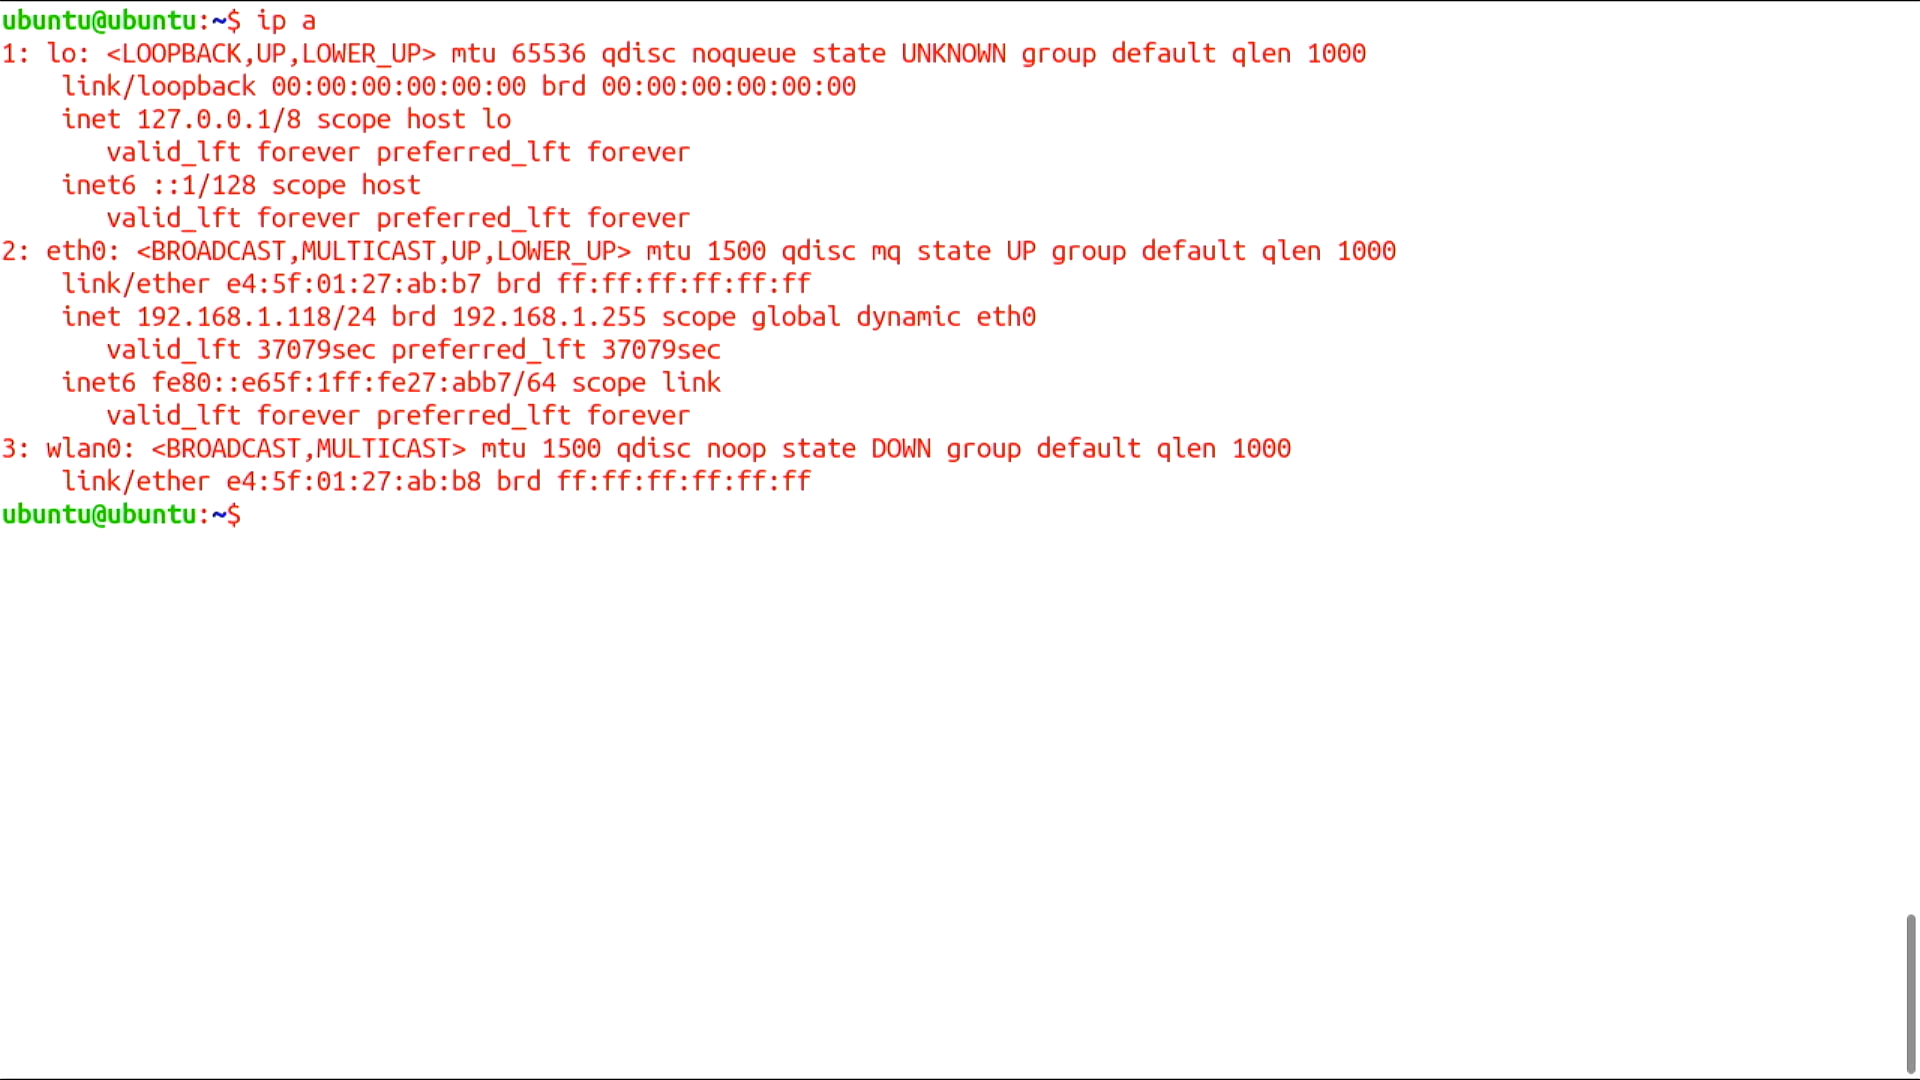 ubuntu@ubuntu:~$ ip a
1: lo: <LOOPBACK,UP,LOWER_UP> mtu 65536 qdisc noqueue state UNKNOWN group default qlen 1000
    link/loopback 00:00:00:00:00:00 brd 00:00:00:00:00:00
    inet 127.0.0.1/8 scope host lo
       valid_lft forever preferred_lft forever
    inet6 ::1/128 scope host
       valid_lft forever preferred_lft forever
2: eth0: <BROADCAST,MULTICAST,UP,LOWER_UP> mtu 1500 qdisc mq state UP group default qlen 1000
    link/ether e4:5f:01:27:ab:b7 brd ff:ff:ff:ff:ff:ff
    inet 192.168.1.118/24 brd 192.168.1.255 scope global dynamic eth0
       valid_lft 37079sec preferred_lft 37079sec
    inet6 fe80::e65f:1ff:fe27:abb7/64 scope link
       valid_lft forever preferred_lft forever
3: wlan0: <BROADCAST,MULTICAST> mtu 1500 qdisc noop state DOWN group default qlen 1000
    link/ether e4:5f:01:27:ab:b8 brd ff:ff:ff:ff:ff:ff
ubuntu@ubuntu:~$